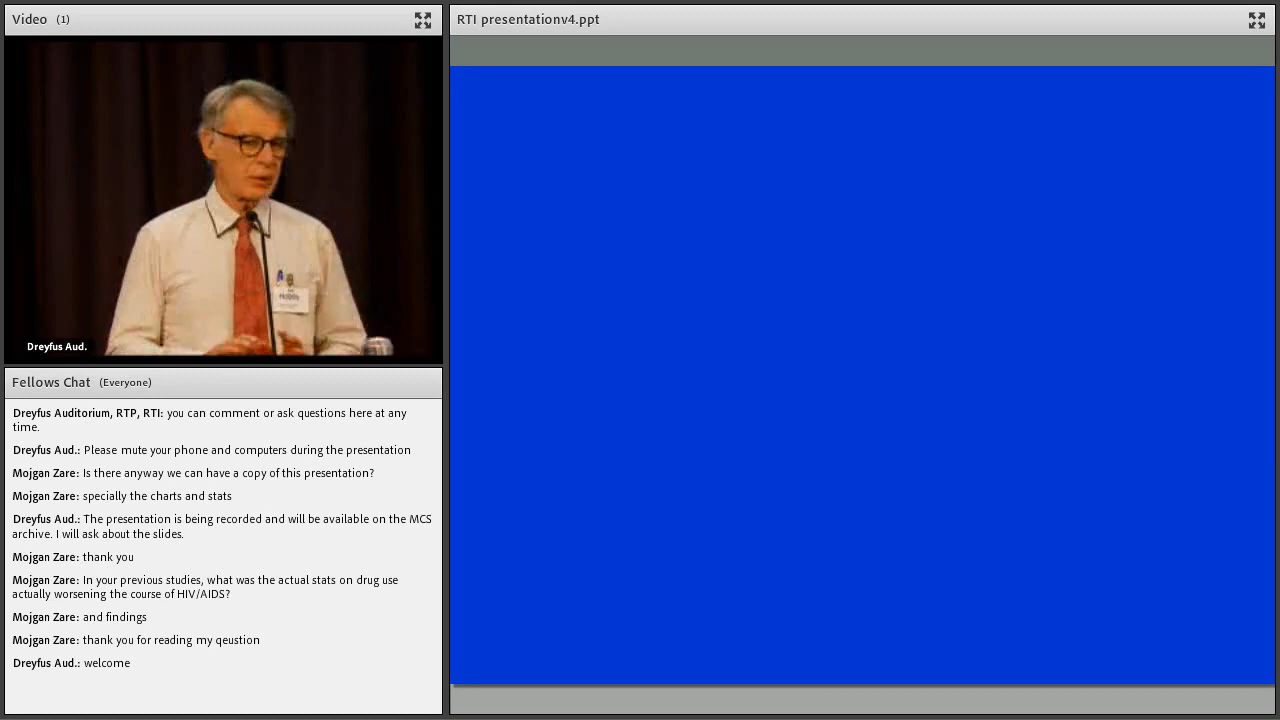 Video (1)
RTI presentationv4.ppt
Dreyfus Aud.
Fellows Chat (Everyone)
Dreyfus Auditorium, RTP, RTI: you can comment or ask questions here at any
time.
Dreyfus Aud.: Please mute your phone and computers during the presentation
Mojgan Zare: Is there anyway we can have a copy of this presentation?
Mojgan Zare: specially the charts and stats
Dreyfus Aud.: The presentation is being recorded and will be available on the MCS
archive. I will ask about the slides.
Mojgan Zare: thank you
Mojgan Zare: In your previous studies, what was the actual stats on drug use
actually worsening the course of HIV/AIDS?
Mojgan Zare: and findings
Mojgan Zare: thank you for reading my qeustion
Dreyfus Aud.: welcome